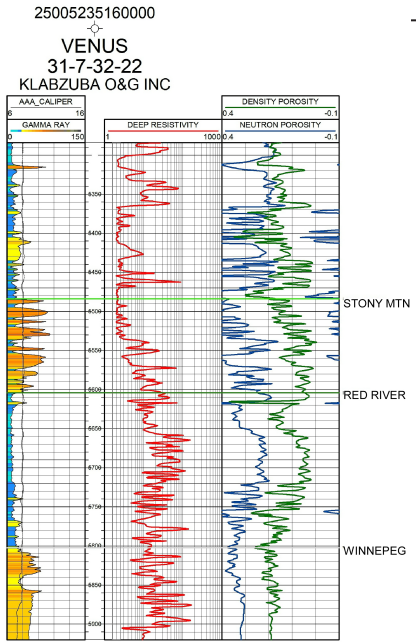 25005235160000
VENUS
31-7-32-22
KLABZUBA O&G INC
AAA_CALIPER
6 16
GAMMA RAY
0 150
DEEP RESISTIVITY
1 1000
DENSITY POROSITY
0.4 -0.1
NEUTRON POROSITY
0.4 -0.1
6350
6400
6450
STONY MTN
6500
6550
RED RIVER
6600
6650
6700
6750
WINNEPEG
6800
6850
6900